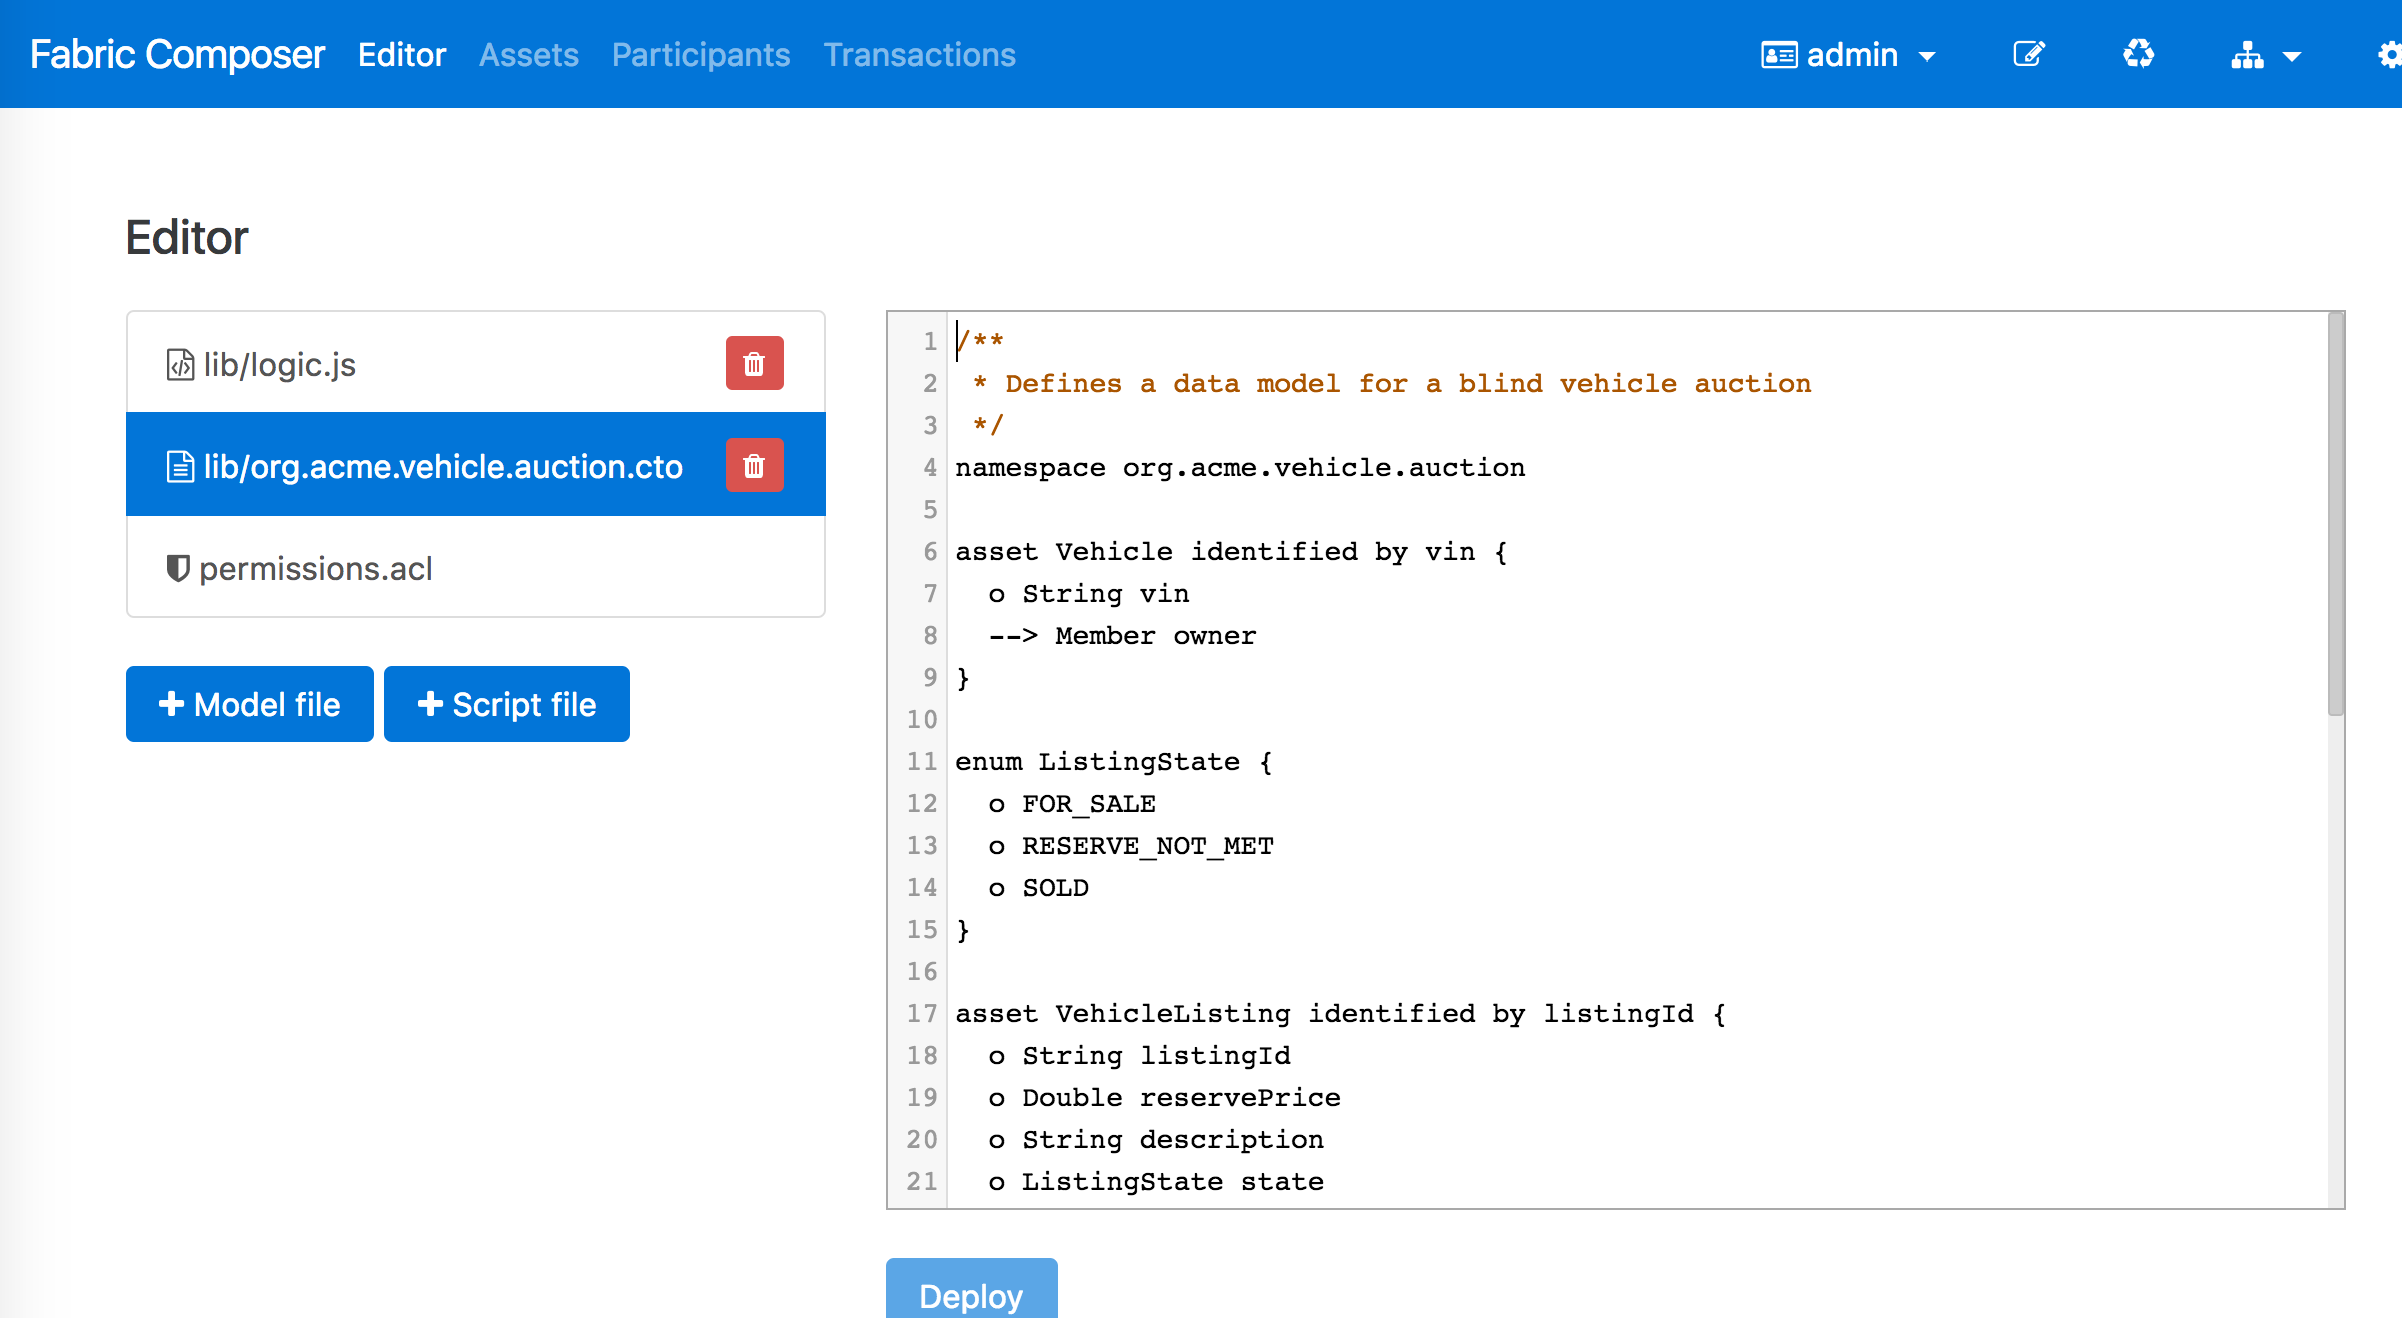 Fabric Composer Editor Assets Participants Transactions admin
Editor
lib/logic.js
lib/org.acme.vehicle.auction.cto
permissions.acl
Model file Script file
1 /**
2  * Defines a data model for a blind vehicle auction
3  */
4 namespace org.acme.vehicle.auction
5
6 asset Vehicle identified by vin {
7   o String vin
8   --> Member owner
9 }
10
11 enum ListingState {
12   o FOR_SALE
13   o RESERVE_NOT_MET
14   o SOLD
15 }
16
17 asset VehicleListing identified by listingId {
18   o String listingId
19   o Double reservePrice
20   o String description
21   o ListingState state
Deploy